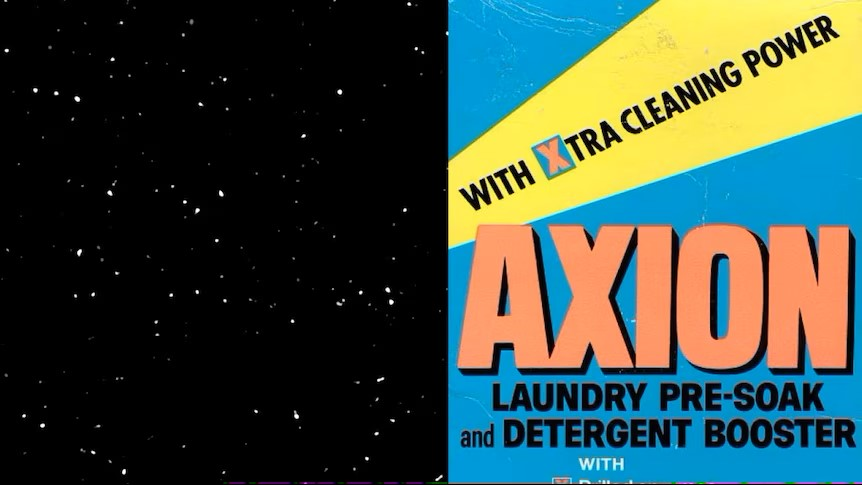 WITH XTRA CLEANING POWER
AXION
LAUNDRY PRE-SOAK
and DETERGENT BOOSTER
WITH